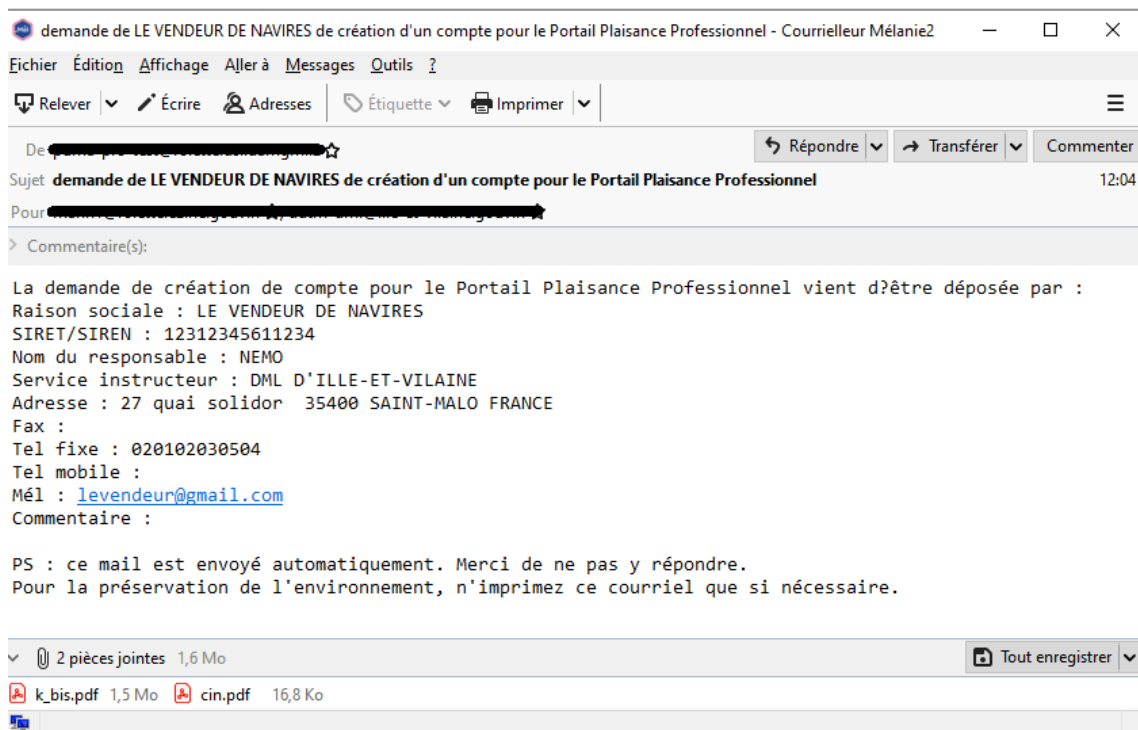 demande de LE VENDEUR DE NAVIRES de création d'un compte pour le Portail Plaisance Professionnel - Courrielleur Mélanie2
Fichier Édition Affichage Aller à Messages Outils ?
Relever Écrire Adresses Étiquette Imprimer
De Répondre Transférer Commenter
Sujet demande de LE VENDEUR DE NAVIRES de création d'un compte pour le Portail Plaisance Professionnel 12:04
Pour
Commentaire(s):
La demande de création de compte pour le Portail Plaisance Professionnel vient d?être déposée par :
Raison sociale : LE VENDEUR DE NAVIRES
SIRET/SIREN : 12312345611234
Nom du responsable : NEMO
Service instructeur : DML D'ILLE-ET-VILAINE
Adresse : 27 quai solidor 35400 SAINT-MALO FRANCE
Fax :
Tel fixe : 020102030504
Tel mobile :
Mél : levendeur@gmail.com
Commentaire :
PS : ce mail est envoyé automatiquement. Merci de ne pas y répondre.
Pour la préservation de l'environnement, n'imprimez ce courriel que si nécessaire.
2 pièces jointes 1,6 Mo Tout enregistrer
k_bis.pdf 1,5 Mo cin.pdf 16,8 Ko